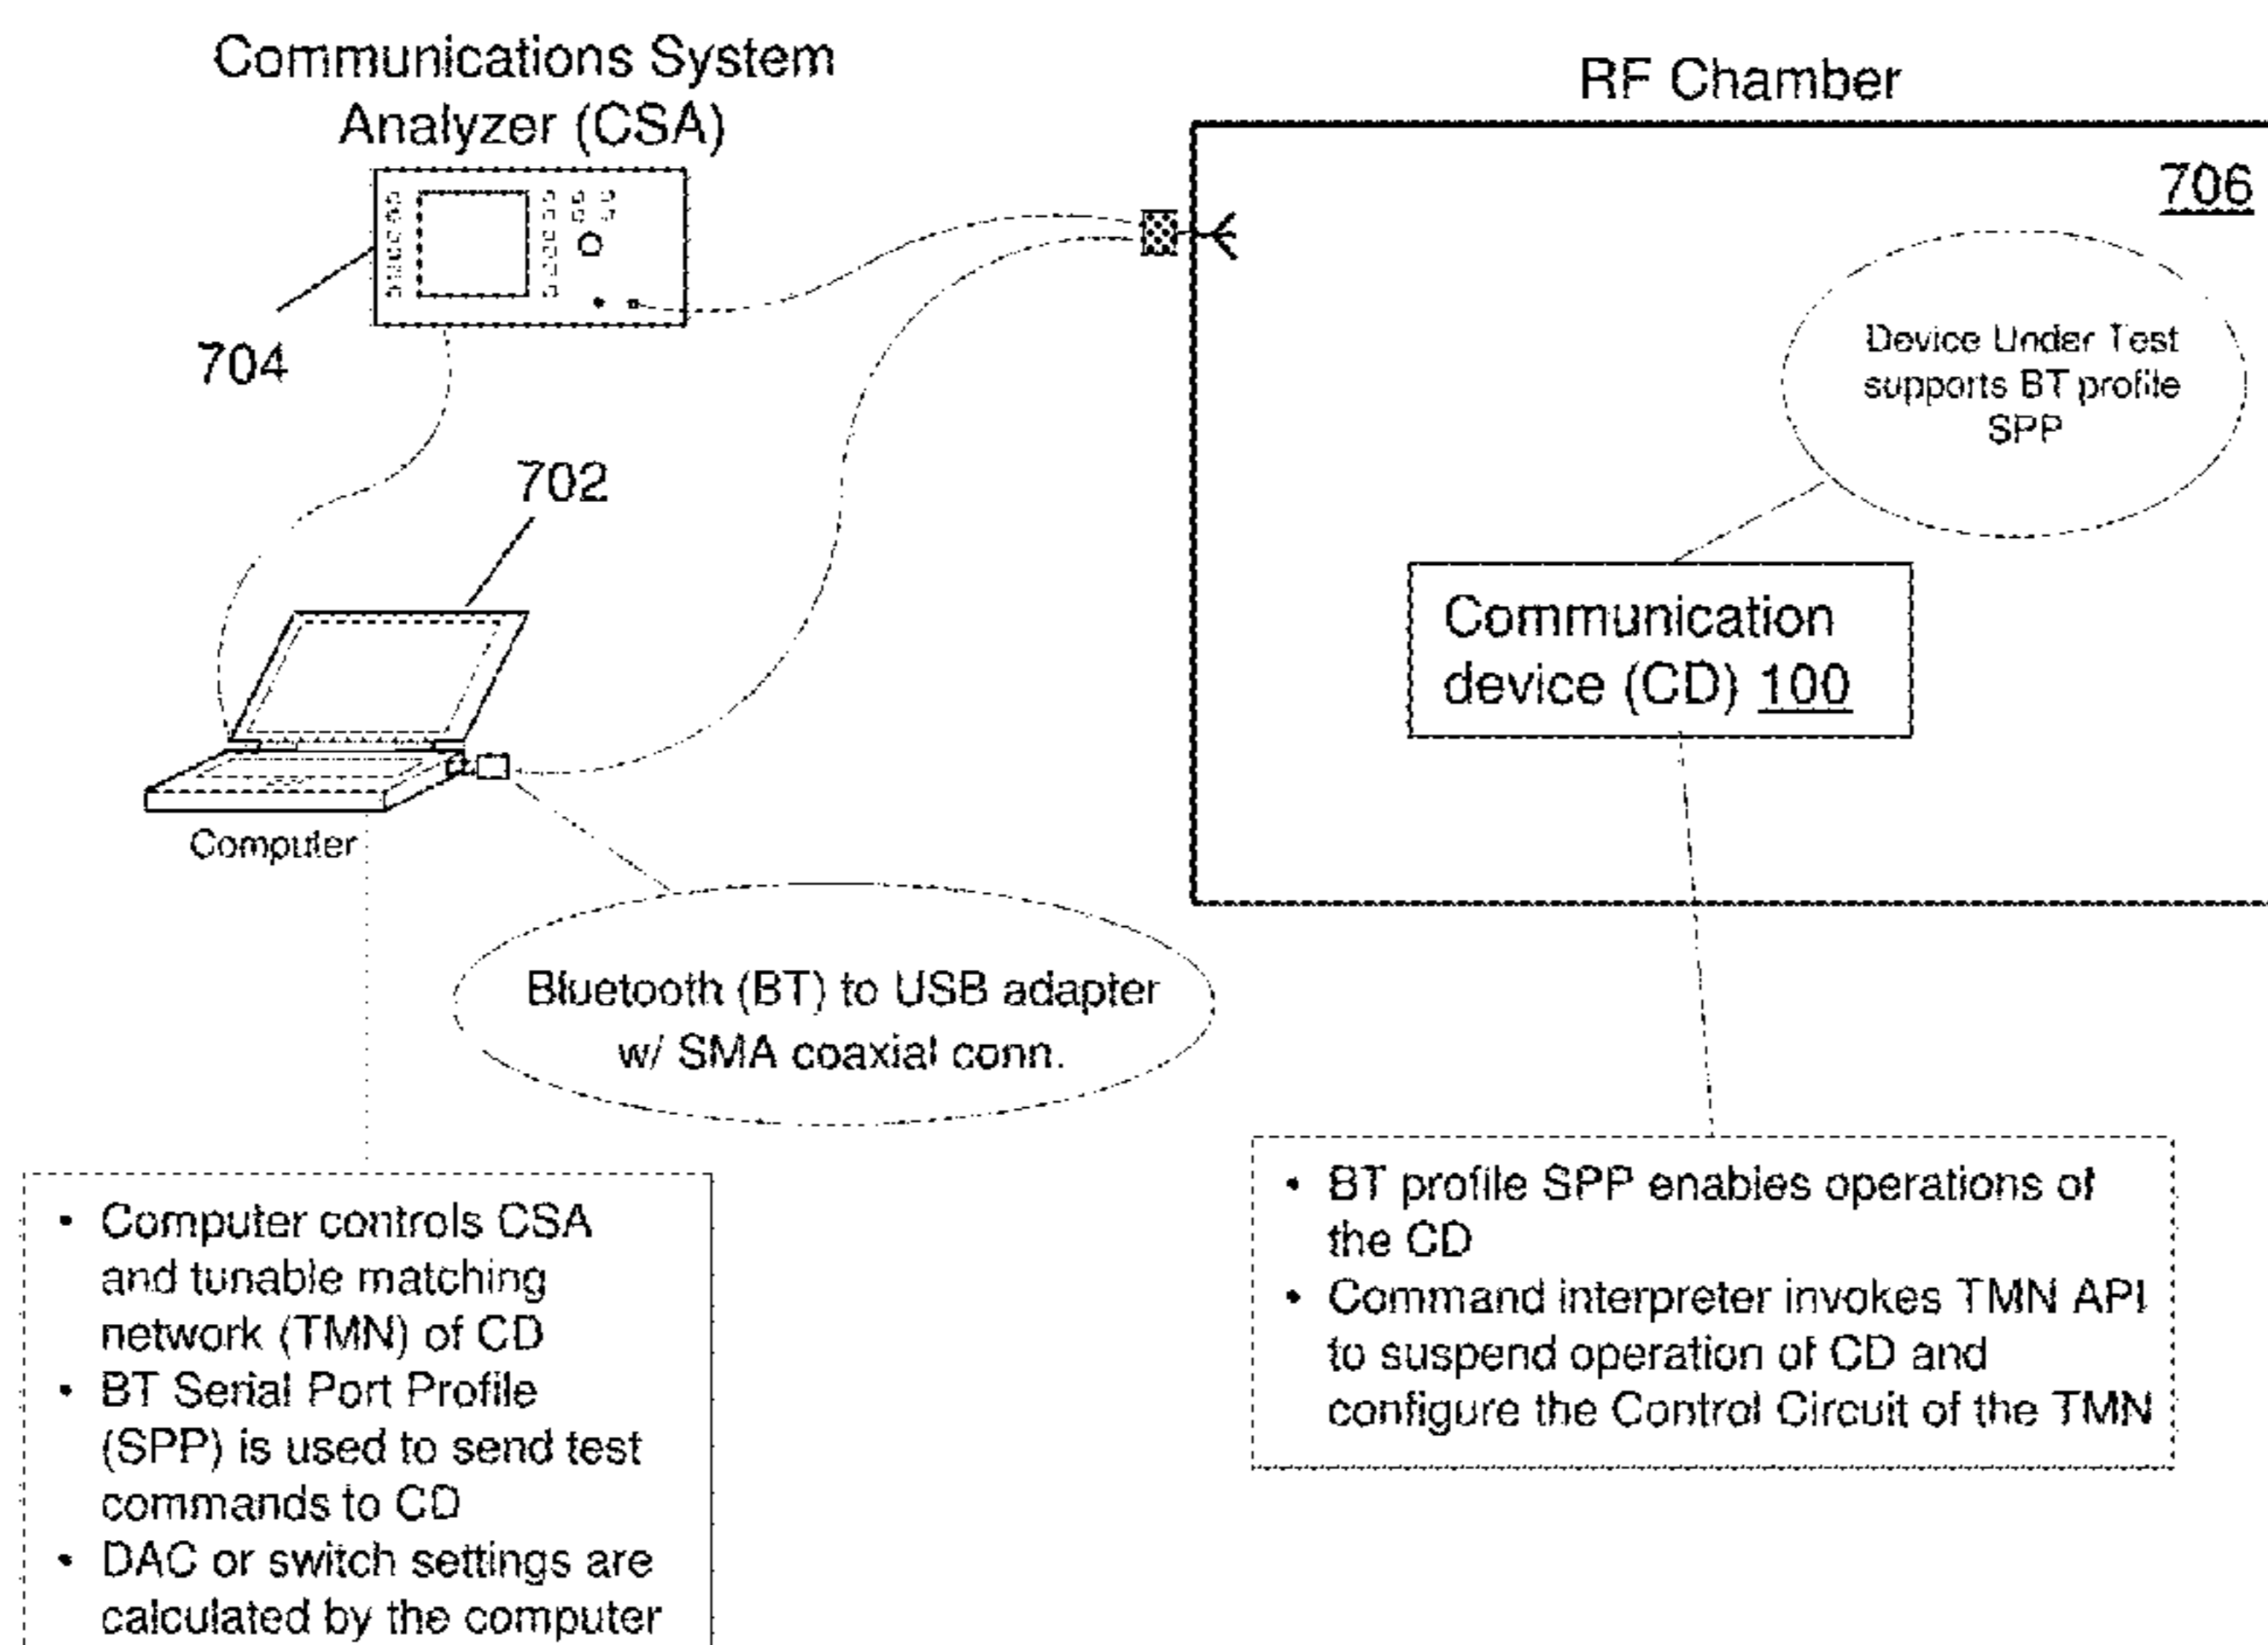 Communications System
Analyzer (CSA)
704
702
Computer
Bluetooth (BT) to USB adapter
w/ SMA coaxial conn.
• Computer controls CSA
and tunable matching
network (TMN) of CD
• BT Serial Port Profile
(SPP) is used to send test
commands to CD
• DAC or switch settings are
calculated by the computer
RF Chamber
706
Device Under Test
supports BT profile
SPP
Communication
device (CD) 100
• BT profile SPP enables operations of
the CD
• Command interpreter invokes TMN API
to suspend operation of CD and
configure the Control Circuit of the TMN